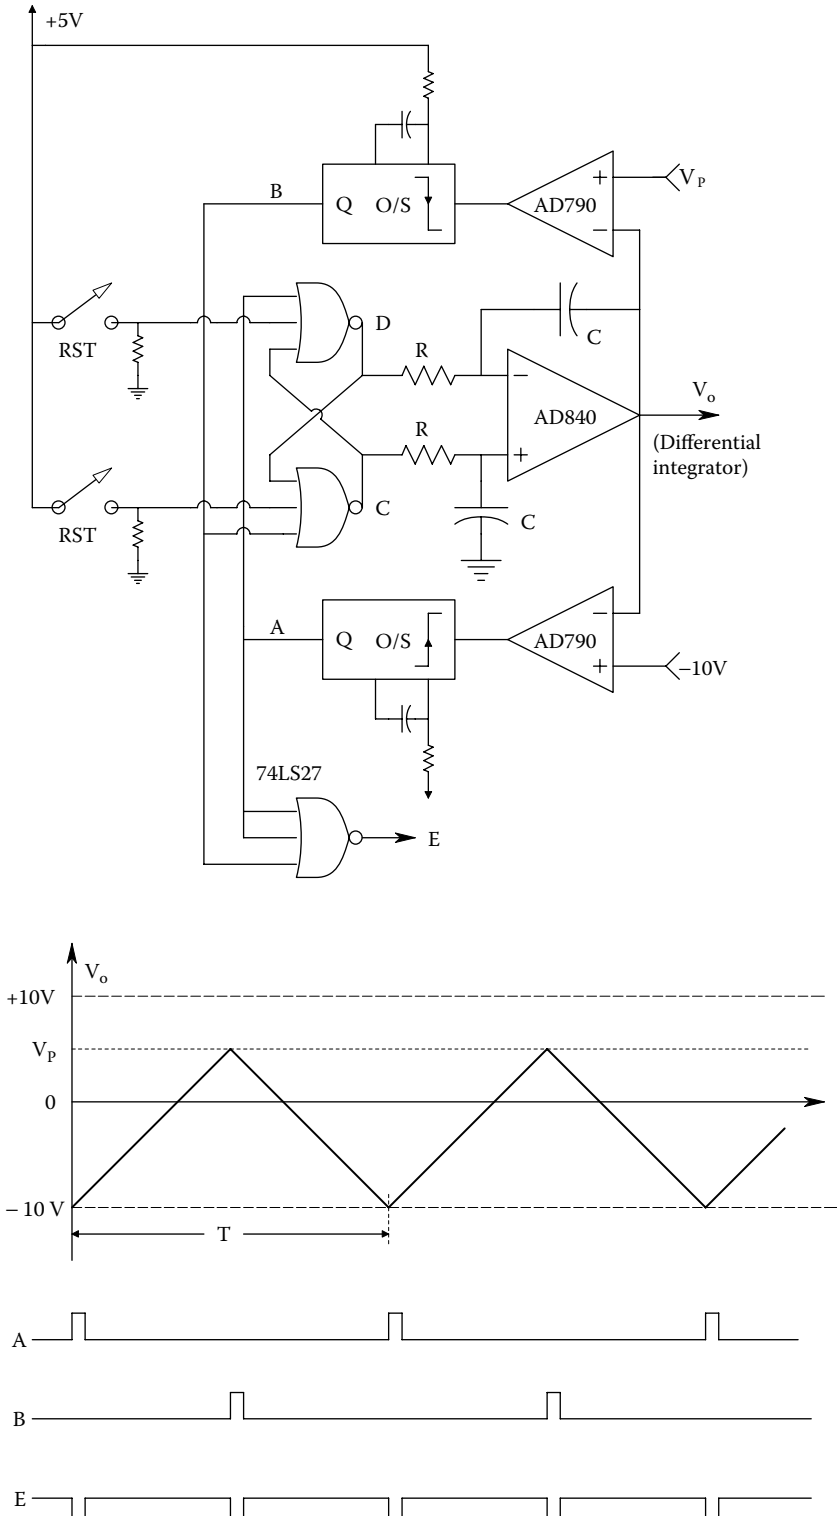 +5V
B
Q O/S
AD790
+
–
V_P
RST
D
R
C
–
AD840
+
V_o
(Differential
integrator)
R
RST
C
C
A
Q O/S
AD790
–
+
–10V
74LS27
E
V_o
+10V
V_P
0
– 10 V
T
A
B
E